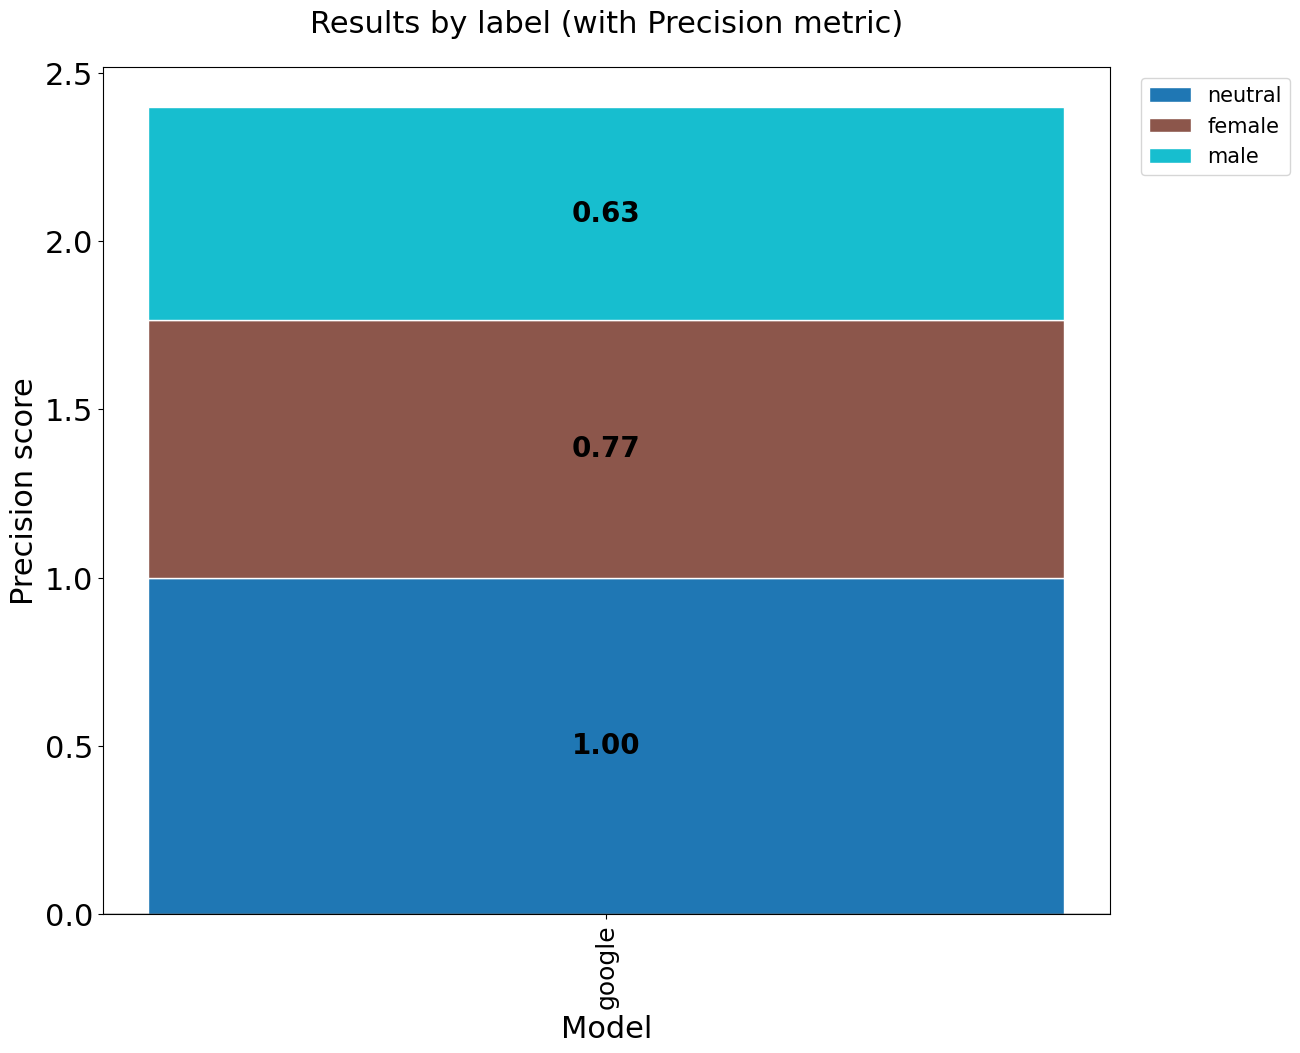 Results by label (with Precision metric)
2.5
2.0
1.5
1.0
0.5
0.0
Precision score
0.63
0.77
1.00
google
Model
neutral
female
male